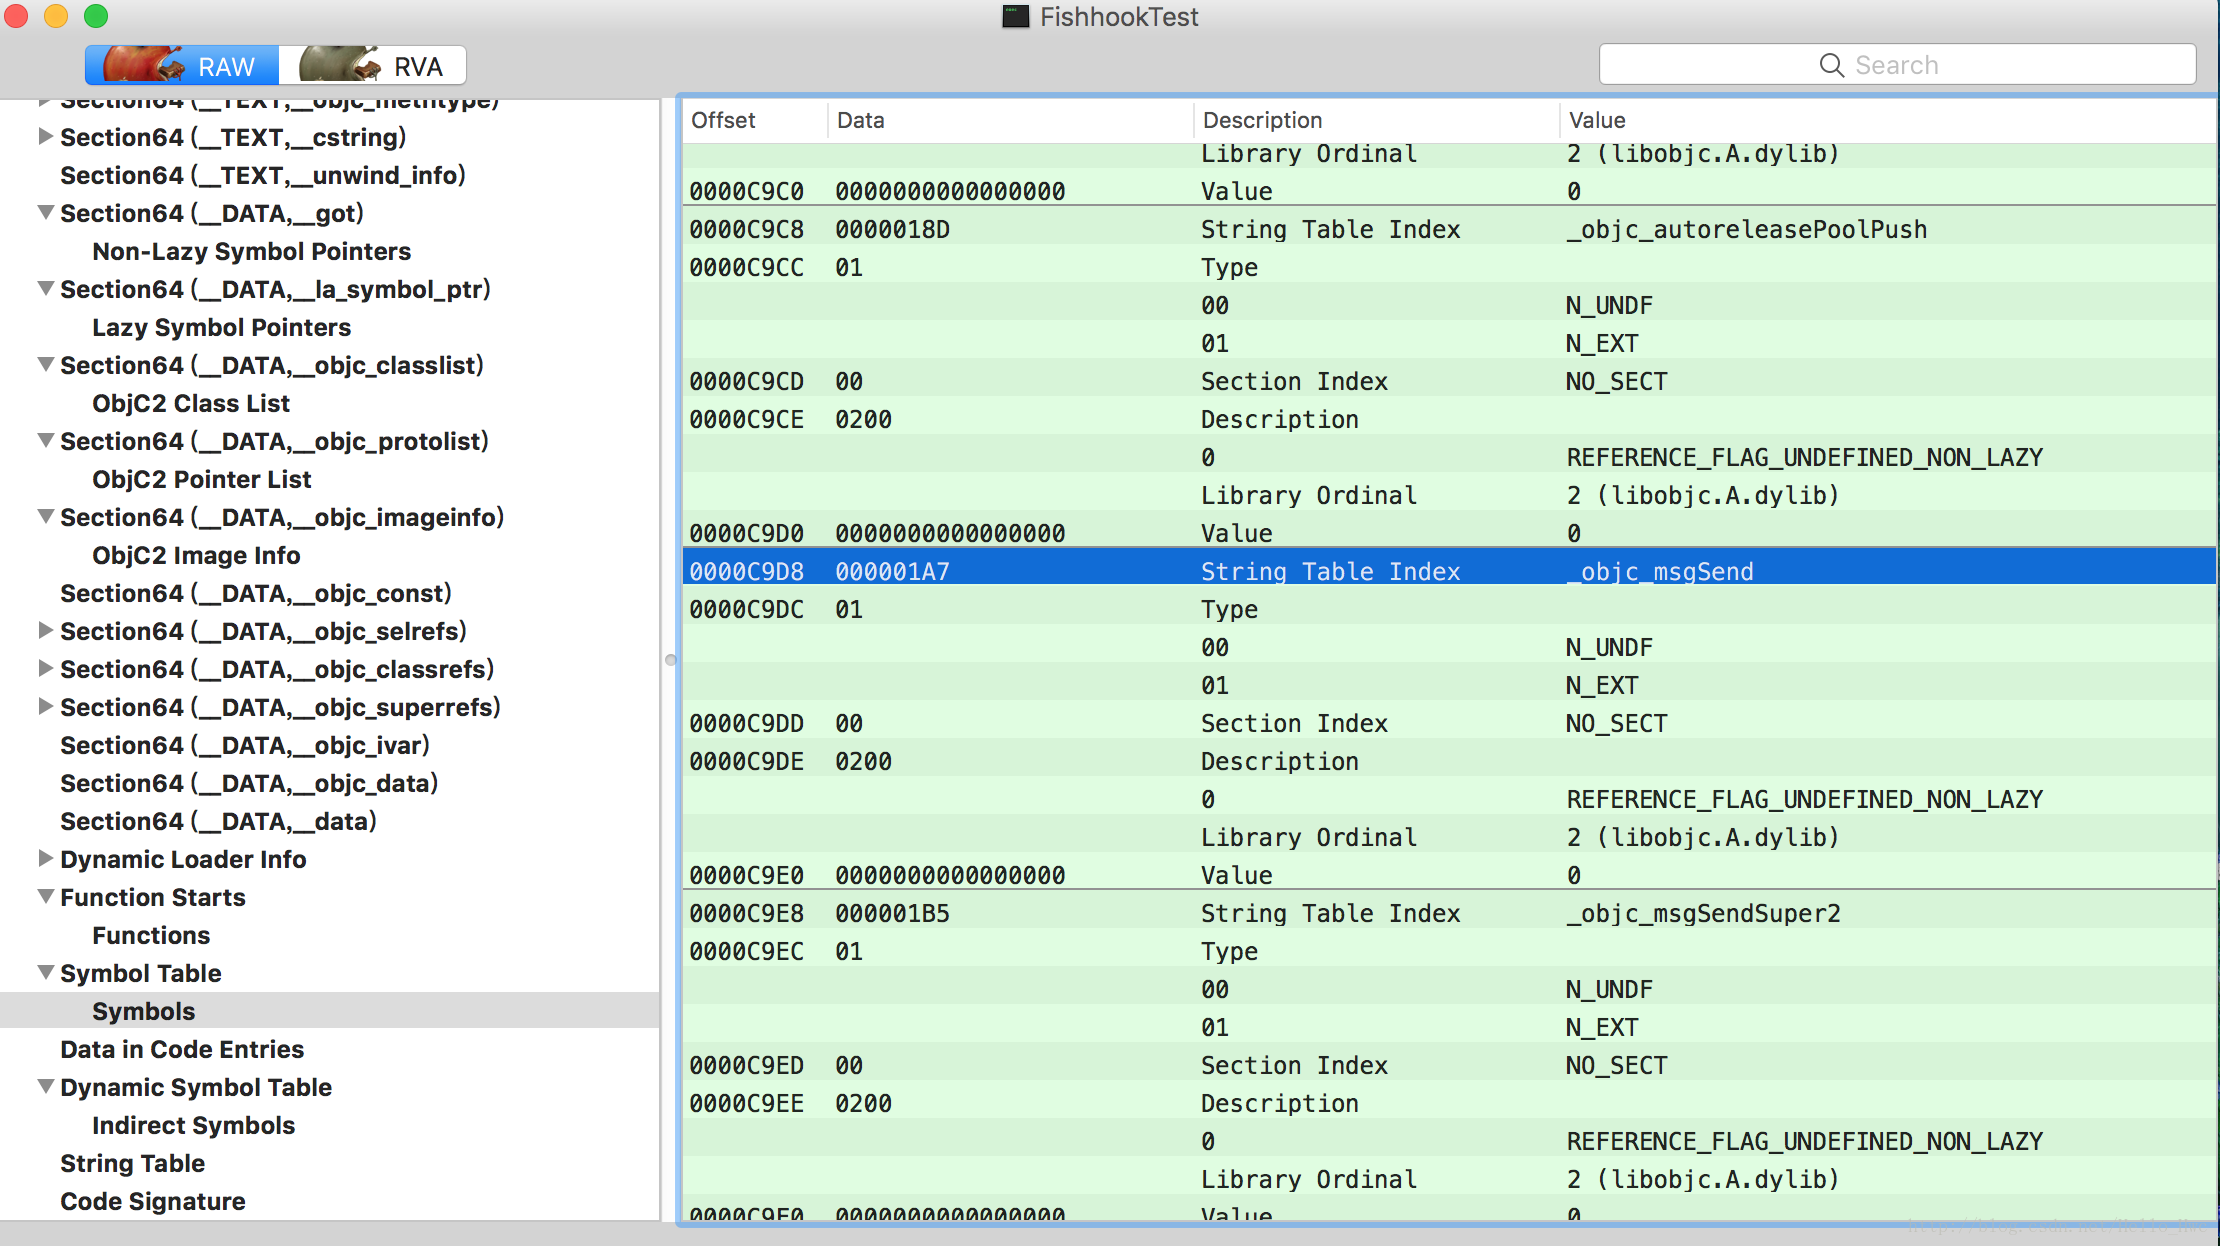 FishhookTest
RAW
RVA
Search
Section64 (__TEXT,__objc_methtype)
Section64 (__TEXT,__cstring)
Section64 (__TEXT,__unwind_info)
Section64 (__DATA,__got)
Non-Lazy Symbol Pointers
Section64 (__DATA,__la_symbol_ptr)
Lazy Symbol Pointers
Section64 (__DATA,__objc_classlist)
ObjC2 Class List
Section64 (__DATA,__objc_protolist)
ObjC2 Pointer List
Section64 (__DATA,__objc_imageinfo)
ObjC2 Image Info
Section64 (__DATA,__objc_const)
Section64 (__DATA,__objc_selrefs)
Section64 (__DATA,__objc_classrefs)
Section64 (__DATA,__objc_superrefs)
Section64 (__DATA,__objc_ivar)
Section64 (__DATA,__objc_data)
Section64 (__DATA,__data)
Dynamic Loader Info
Function Starts
Functions
Symbol Table
Symbols
Data in Code Entries
Dynamic Symbol Table
Indirect Symbols
String Table
Code Signature
Offset Data Description Value
Library Ordinal 2 (libobjc.A.dylib)
0000C9C0 0000000000000000 Value 0
0000C9C8 0000018D String Table Index _objc_autoreleasePoolPush
0000C9CC 01 Type
00 N_UNDF
01 N_EXT
0000C9CD 00 Section Index NO_SECT
0000C9CE 0200 Description
0 REFERENCE_FLAG_UNDEFINED_NON_LAZY
Library Ordinal 2 (libobjc.A.dylib)
0000C9D0 0000000000000000 Value 0
0000C9D8 000001A7 String Table Index _objc_msgSend
0000C9DC 01 Type
00 N_UNDF
01 N_EXT
0000C9DD 00 Section Index NO_SECT
0000C9DE 0200 Description
0 REFERENCE_FLAG_UNDEFINED_NON_LAZY
Library Ordinal 2 (libobjc.A.dylib)
0000C9E0 0000000000000000 Value 0
0000C9E8 000001B5 String Table Index _objc_msgSendSuper2
0000C9EC 01 Type
00 N_UNDF
01 N_EXT
0000C9ED 00 Section Index NO_SECT
0000C9EE 0200 Description
0 REFERENCE_FLAG_UNDEFINED_NON_LAZY
Library Ordinal 2 (libobjc.A.dylib)
0000C9F0 0000000000000000 Value 0